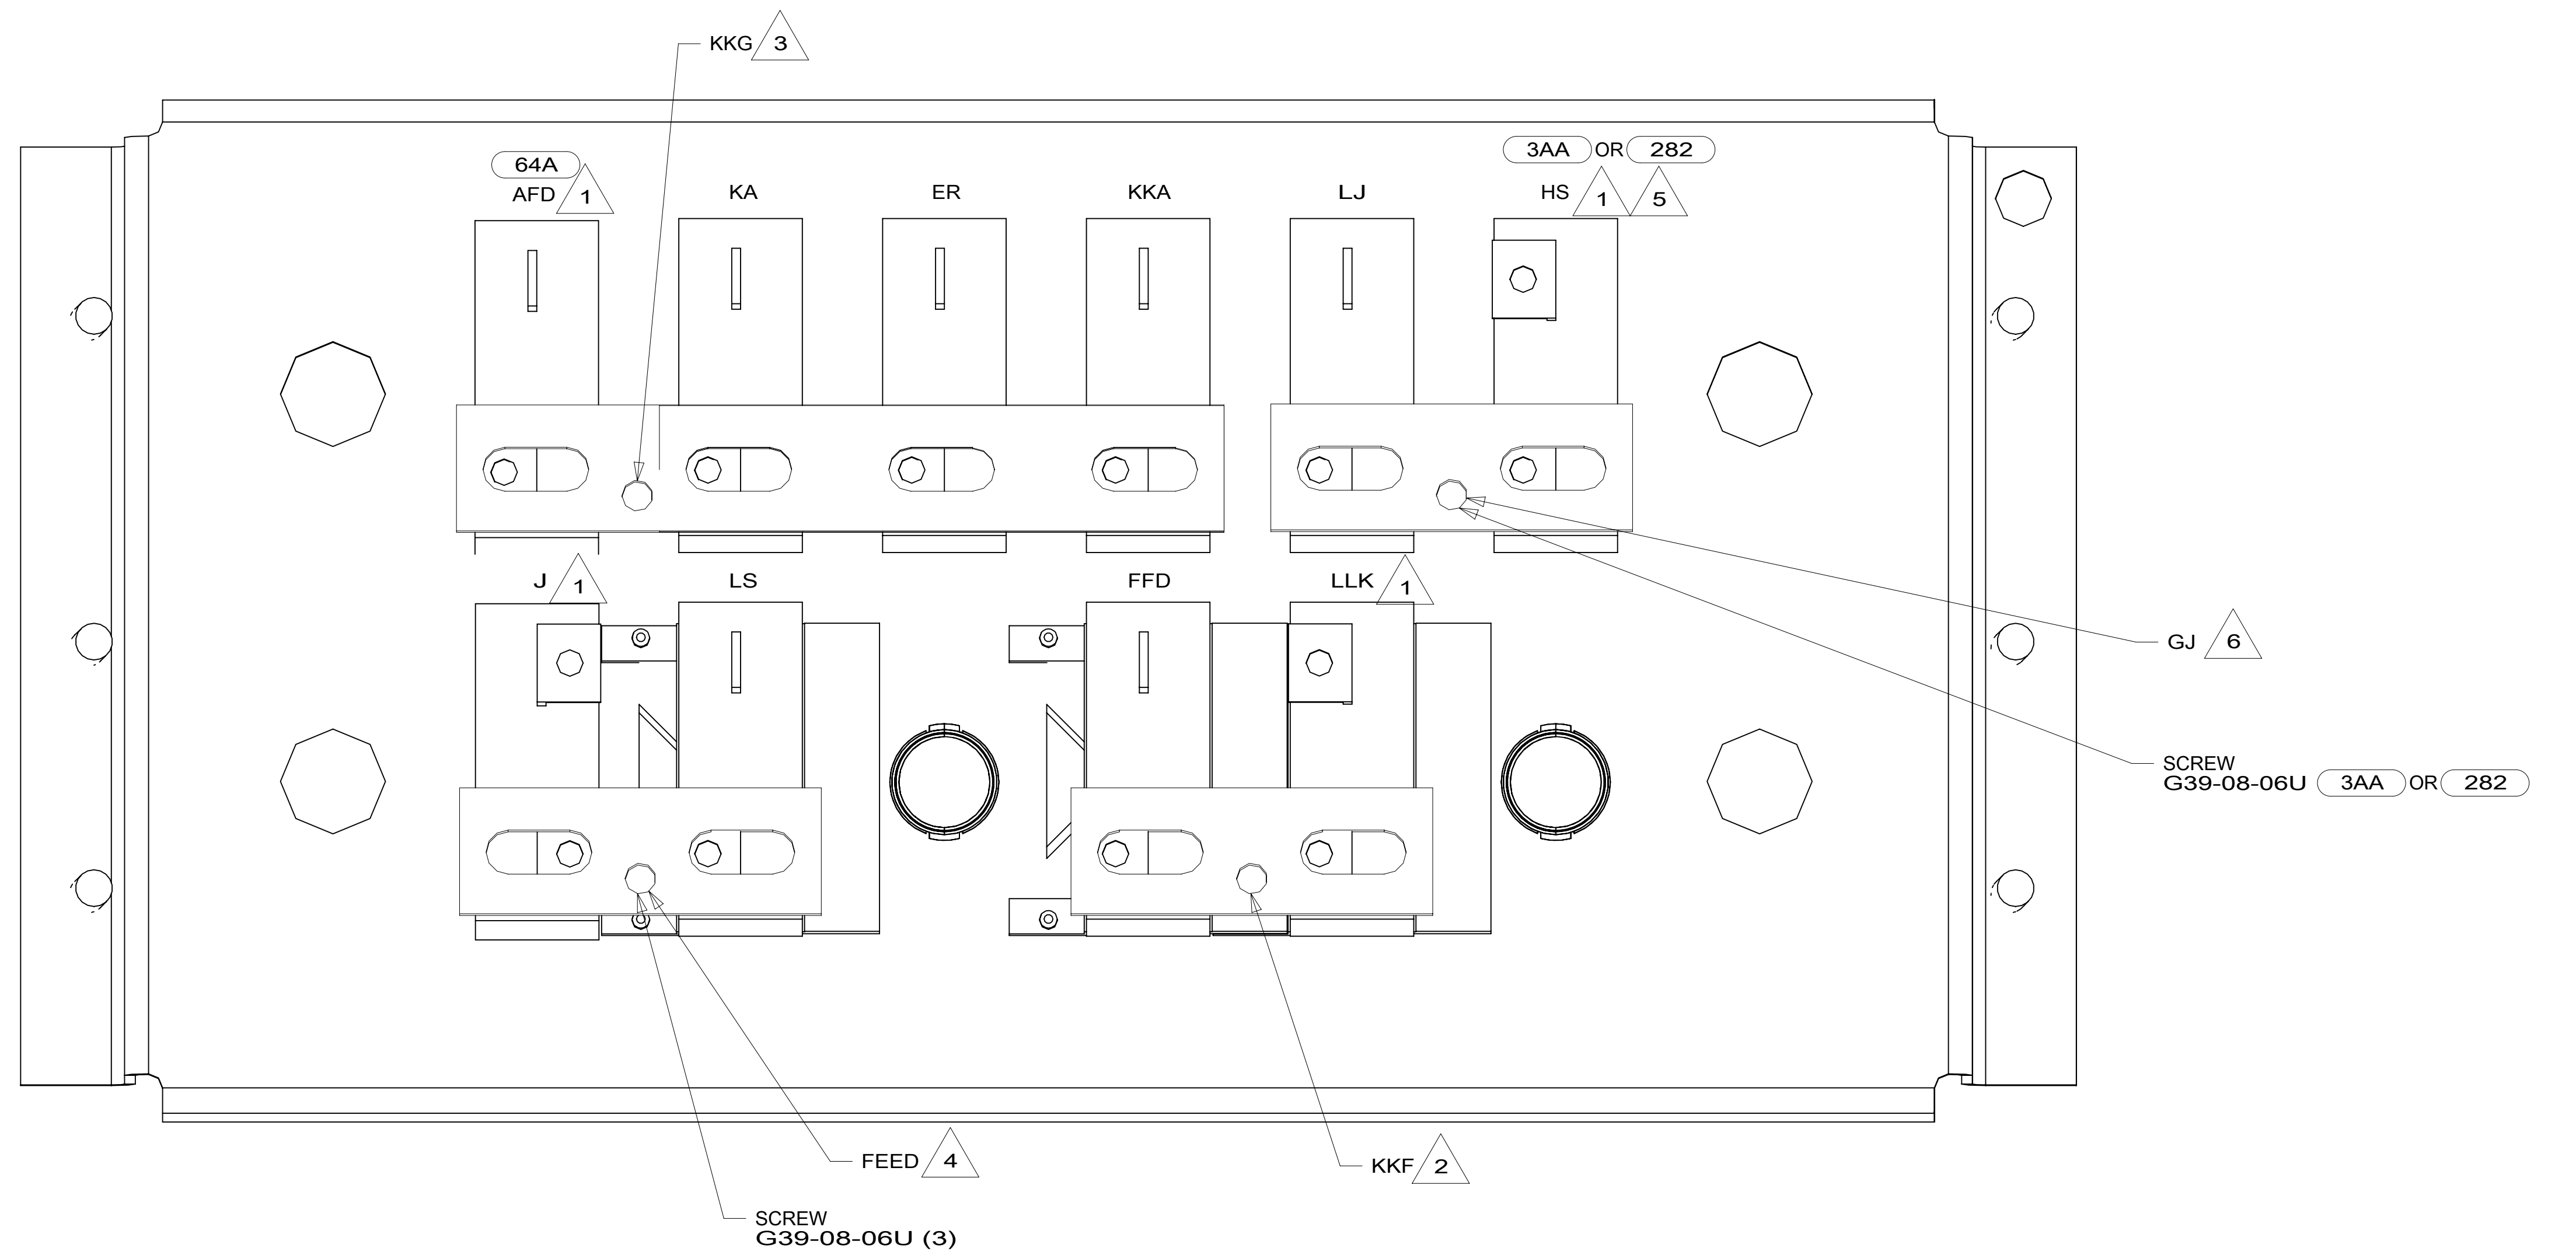 KKG 3
64A
AFD 1
KA
ER
KKA
LJ
3AA OR 282
HS 1 5
J 1
LS
FFD
LLK 1
GJ 6
SCREW
G39-08-06U 3AA OR 282
FEED 4
KKF 2
SCREW
G39-08-06U (3)